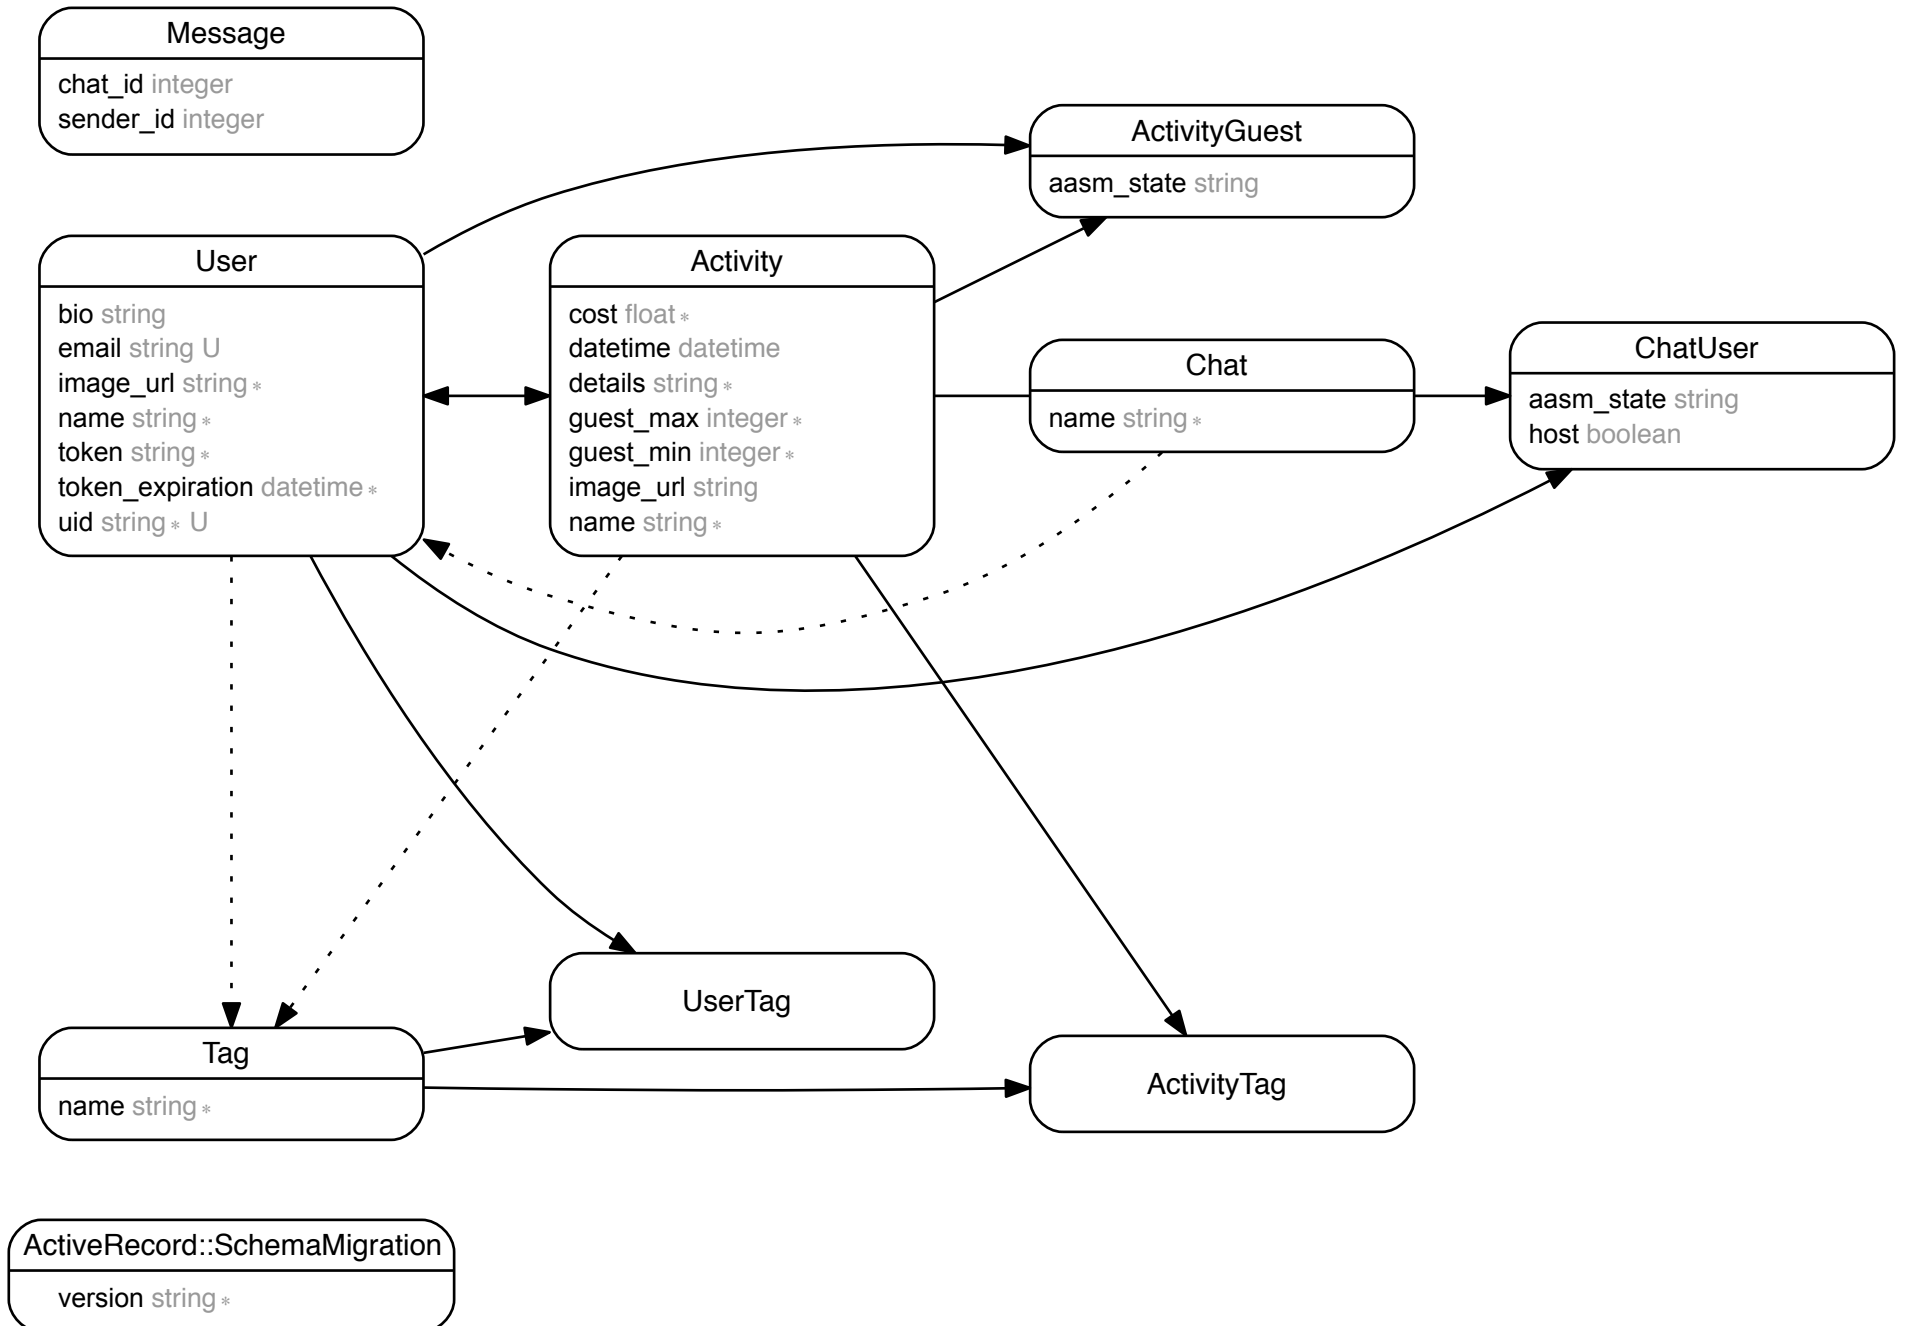 Message
chat_id integer
sender_id integer
ActivityGuest
aasm_state string
User
bio string
email string U
image_url string *
name string *
token string *
token_expiration datetime *
uid string * U
Activity
cost float *
datetime datetime
details string *
guest_max integer *
guest_min integer *
image_url string
name string *
Chat
name string *
ChatUser
aasm_state string
host boolean
UserTag
Tag
name string *
ActivityTag
ActiveRecord::SchemaMigration
version string *